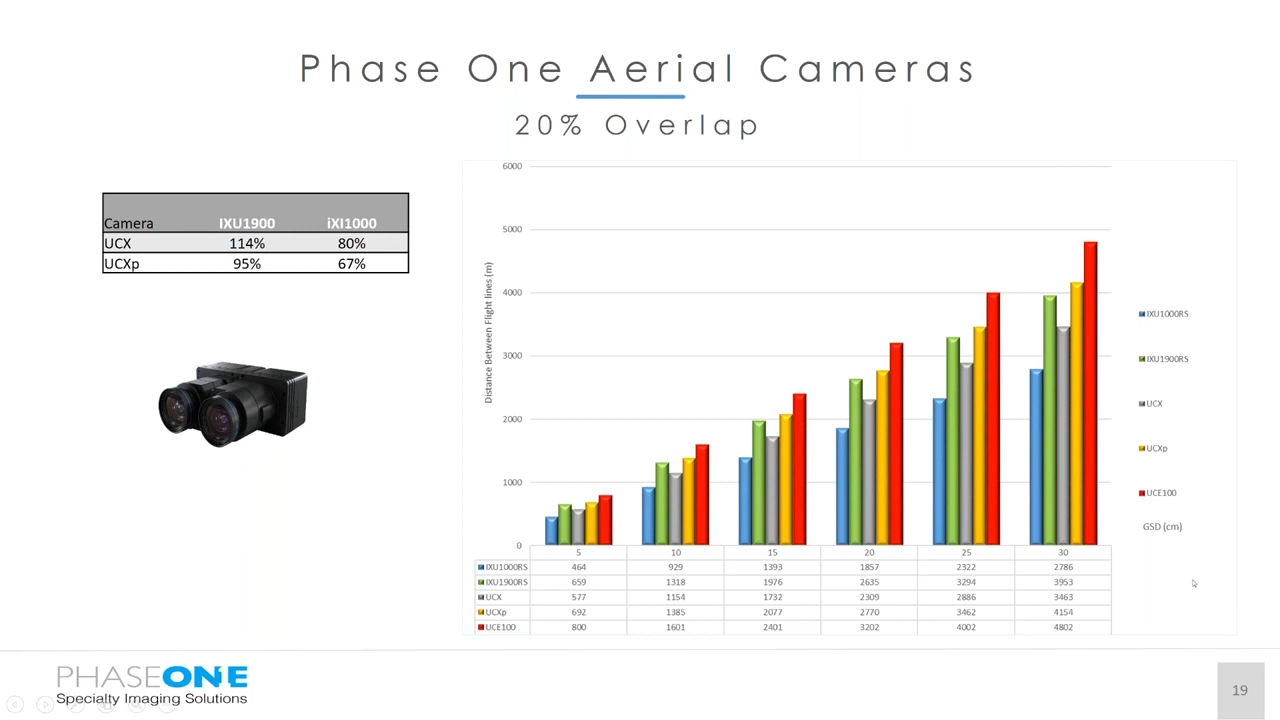 Phase One Aerial Cameras
20% Overlap
Camera IXU1900 iXI1000
UCX 114% 80%
UCXp 95% 67%
6000
5000
4000
3000
2000
1000
0
Distance Between Flight lines (m)
5 10 15 20 25 30
IXU1000RS 464 929 1393 1857 2322 2786
IXU1900RS 659 1318 1976 2635 3294 3953
UCX 577 1154 1732 2309 2886 3463
UCXp 692 1385 2077 2770 3462 4154
UCE100 800 1601 2401 3202 4002 4802
IXU1000RS
IXU1900RS
UCX
UCXp
UCE100
GSD (cm)
PHASEONE
Specialty Imaging Solutions
19